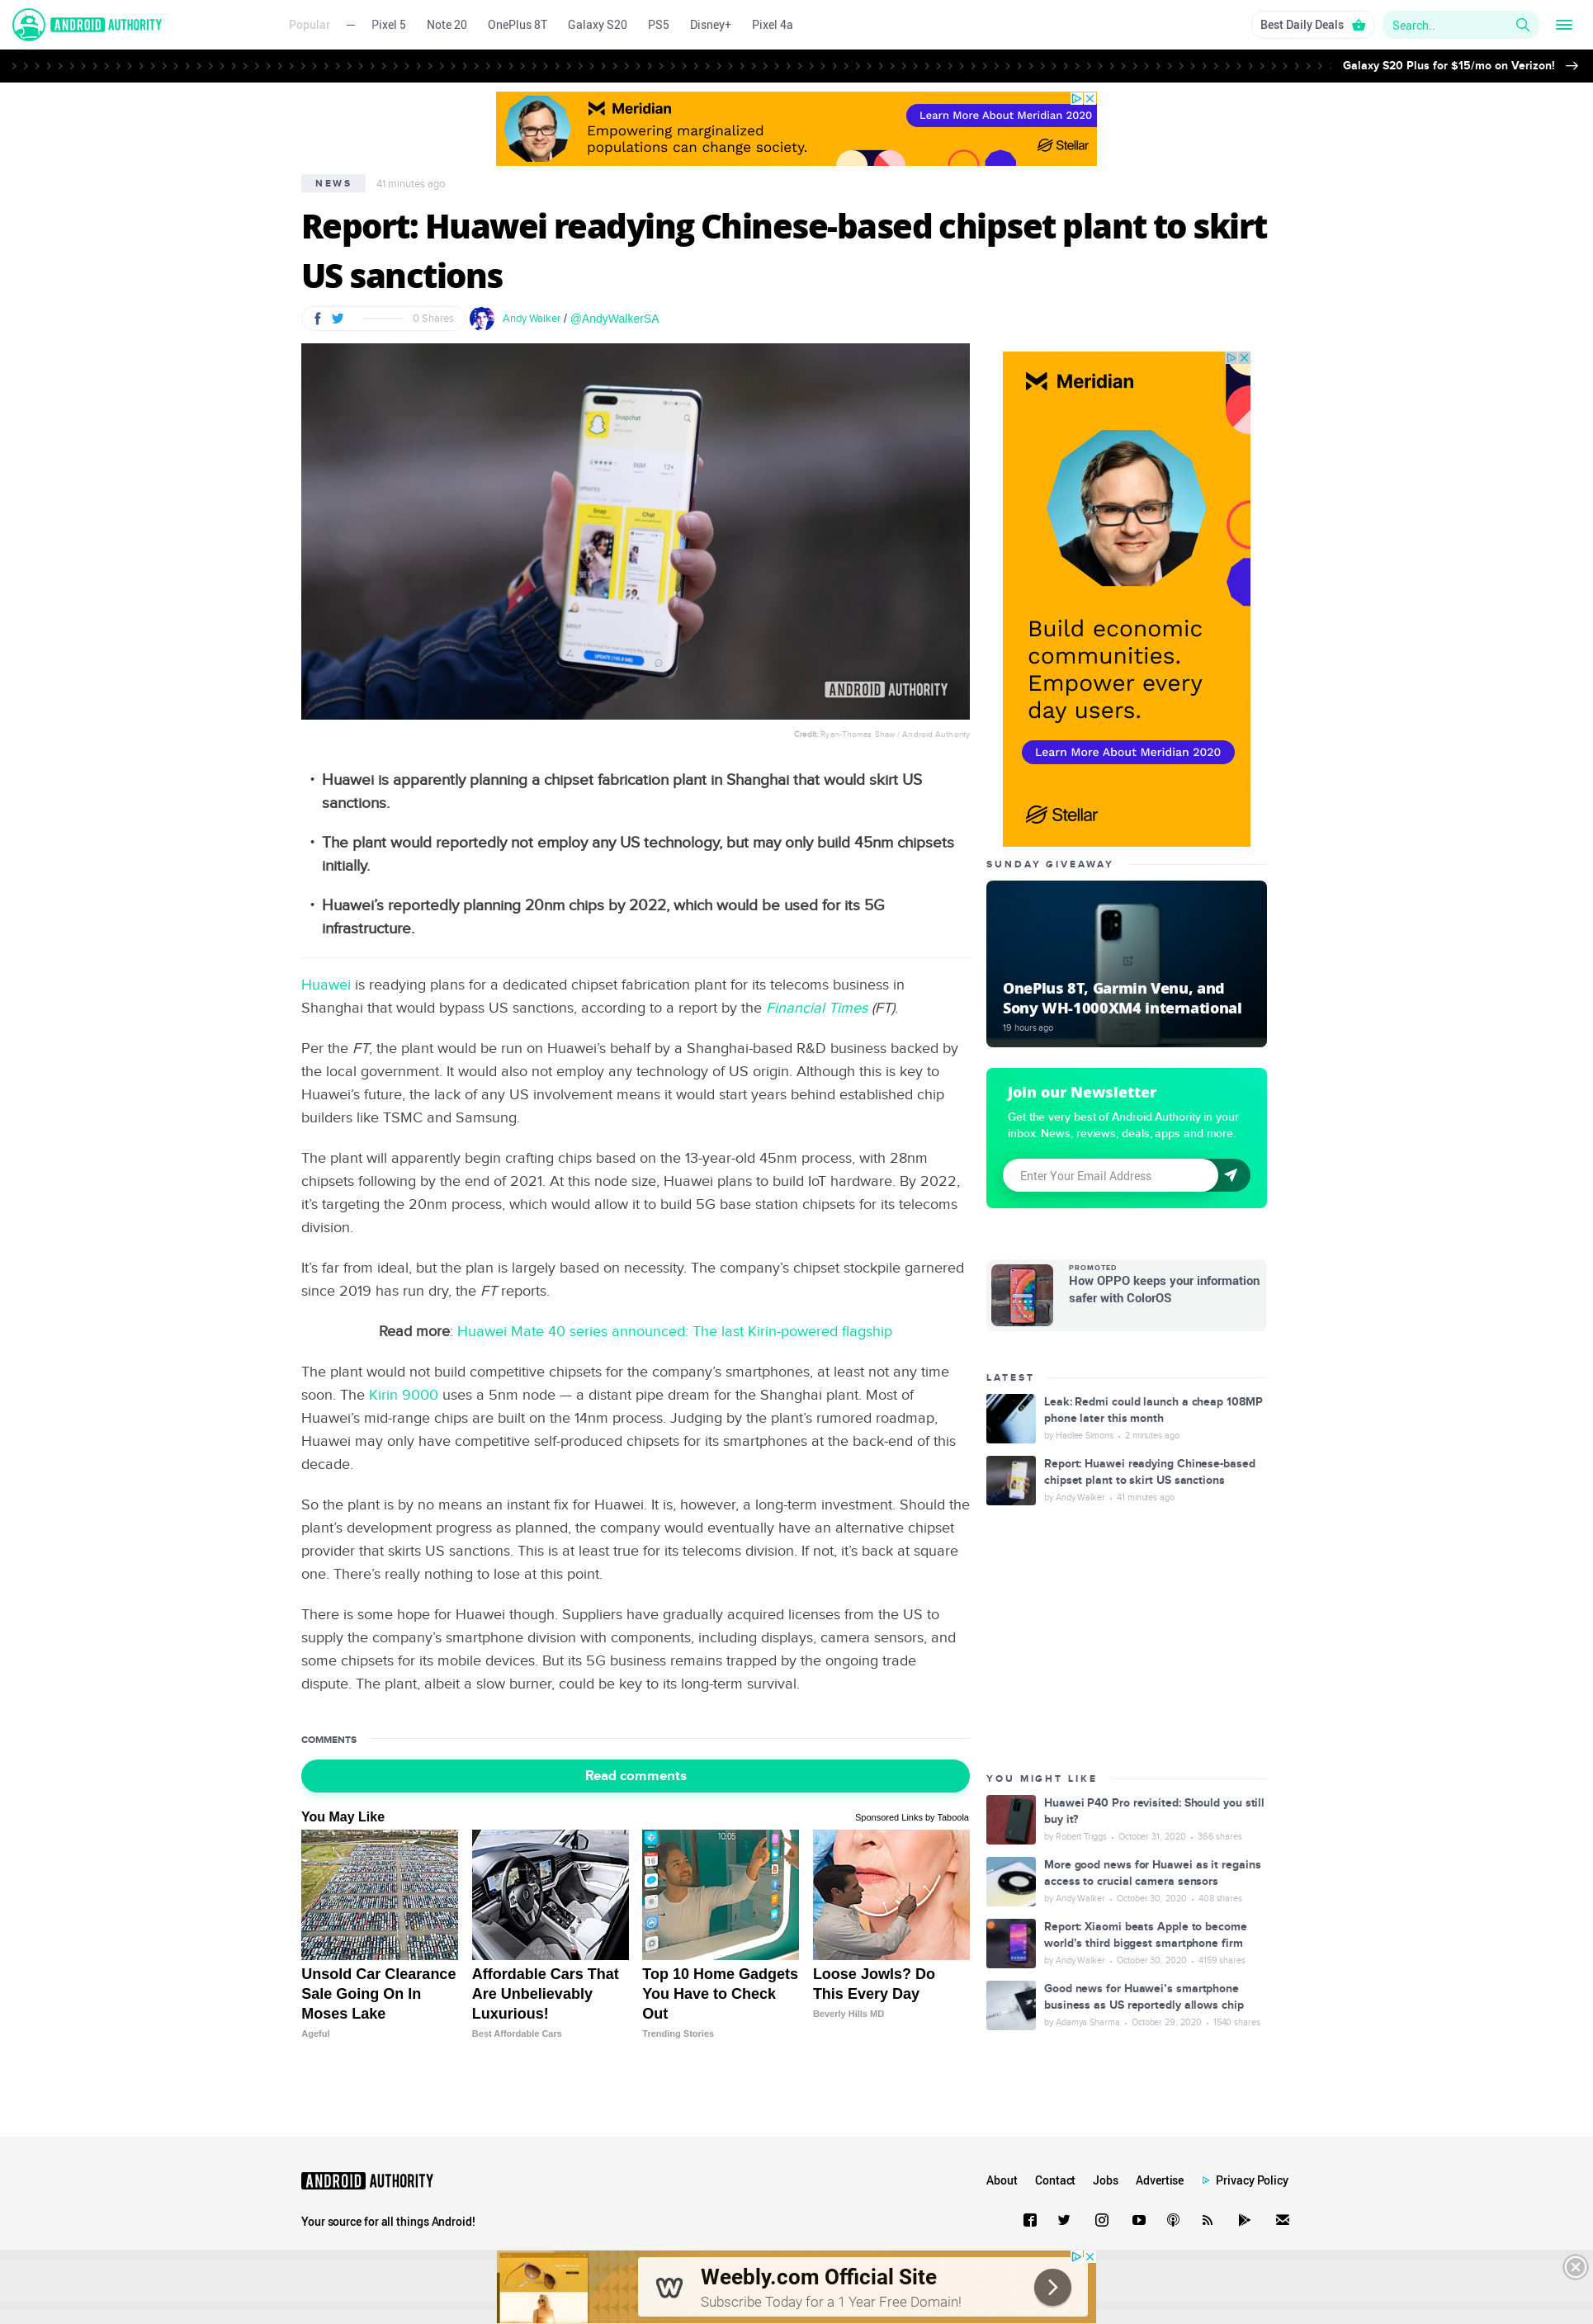 ANDROID AUTHORITY
Popular — Pixel 5 Note 20 OnePlus 8T Galaxy S20 PS5 Disney+ Pixel 4a
Best Daily Deals
Search..
Galaxy S20 Plus for $15/mo on Verizon!
Meridian
Empowering marginalized
populations can change society.
Learn More About Meridian 2020
Stellar
NEWS
41 minutes ago
Report: Huawei readying Chinese-based chipset plant to skirt
US sanctions
0 Shares
Andy Walker / @AndyWalkerSA
Snapchat
86M
12+
UPDATES
Snap
Chat
ABOUT
ANDROID AUTHORITY
Credit: Ryan-Thomas Shaw / Android Authority
• Huawei is apparently planning a chipset fabrication plant in Shanghai that would skirt US
sanctions.
• The plant would reportedly not employ any US technology, but may only build 45nm chipsets
initially.
• Huawei’s reportedly planning 20nm chips by 2022, which would be used for its 5G
infrastructure.
Huawei is readying plans for a dedicated chipset fabrication plant for its telecoms business in
Shanghai that would bypass US sanctions, according to a report by the Financial Times (FT).
Per the FT, the plant would be run on Huawei’s behalf by a Shanghai-based R&D business backed by
the local government. It would also not employ any technology of US origin. Although this is key to
Huawei’s future, the lack of any US involvement means it would start years behind established chip
builders like TSMC and Samsung.
The plant will apparently begin crafting chips based on the 13-year-old 45nm process, with 28nm
chipsets following by the end of 2021. At this node size, Huawei plans to build IoT hardware. By 2022,
it’s targeting the 20nm process, which would allow it to build 5G base station chipsets for its telecoms
division.
It’s far from ideal, but the plan is largely based on necessity. The company’s chipset stockpile garnered
since 2019 has run dry, the FT reports.
Read more: Huawei Mate 40 series announced: The last Kirin-powered flagship
The plant would not build competitive chipsets for the company’s smartphones, at least not any time
soon. The Kirin 9000 uses a 5nm node — a distant pipe dream for the Shanghai plant. Most of
Huawei’s mid-range chips are built on the 14nm process. Judging by the plant’s rumored roadmap,
Huawei may only have competitive self-produced chipsets for its smartphones at the back-end of this
decade.
So the plant is by no means an instant fix for Huawei. It is, however, a long-term investment. Should the
plant’s development progress as planned, the company would eventually have an alternative chipset
provider that skirts US sanctions. This is at least true for its telecoms division. If not, it’s back at square
one. There’s really nothing to lose at this point.
There is some hope for Huawei though. Suppliers have gradually acquired licenses from the US to
supply the company’s smartphone division with components, including displays, camera sensors, and
some chipsets for its mobile devices. But its 5G business remains trapped by the ongoing trade
dispute. The plant, albeit a slow burner, could be key to its long-term survival.
COMMENTS
Read comments
You May Like
Sponsored Links by Taboola
10:05
Unsold Car Clearance
Sale Going On In
Moses Lake
Ageful
Affordable Cars That
Are Unbelievably
Luxurious!
Best Affordable Cars
Top 10 Home Gadgets
You Have to Check
Out
Trending Stories
Loose Jowls? Do
This Every Day
Beverly Hills MD
Meridian
Build economic
communities.
Empower every
day users.
Learn More About Meridian 2020
Stellar
SUNDAY GIVEAWAY
OnePlus 8T, Garmin Venu, and
Sony WH-1000XM4 international
19 hours ago
Join our Newsletter
Get the very best of Android Authority in your
inbox. News, reviews, deals, apps and more.
Enter Your Email Address
PROMOTED
How OPPO keeps your information
safer with ColorOS
LATEST
Leak: Redmi could launch a cheap 108MP
phone later this month
by Hadlee Simons • 2 minutes ago
Report: Huawei readying Chinese-based
chipset plant to skirt US sanctions
by Andy Walker • 41 minutes ago
YOU MIGHT LIKE
Huawei P40 Pro revisited: Should you still
buy it?
by Robert Triggs • October 31, 2020 • 366 shares
More good news for Huawei as it regains
access to crucial camera sensors
by Andy Walker • October 30, 2020 • 408 shares
Report: Xiaomi beats Apple to become
world’s third biggest smartphone firm
by Andy Walker • October 30, 2020 • 4159 shares
Good news for Huawei’s smartphone
business as US reportedly allows chip
by Adamya Sharma • October 29, 2020 • 1540 shares
ANDROID AUTHORITY
Your source for all things Android!
About Contact Jobs Advertise Privacy Policy
Weebly.com Official Site
Subscribe Today for a 1 Year Free Domain!